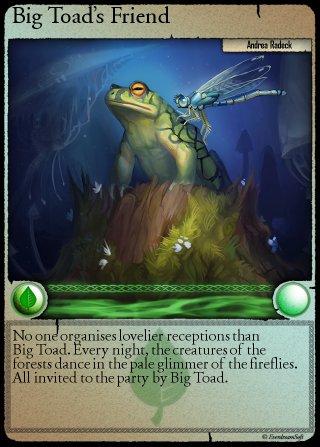 Big Toad's Friend
Andrea Radeck
No one organises lovelier receptions than
Big Toad. Every night, the creatures of the
forests dance in the pale glimmer of the fireflies.
All invited to the party by Big Toad.
© EverdreamSoft